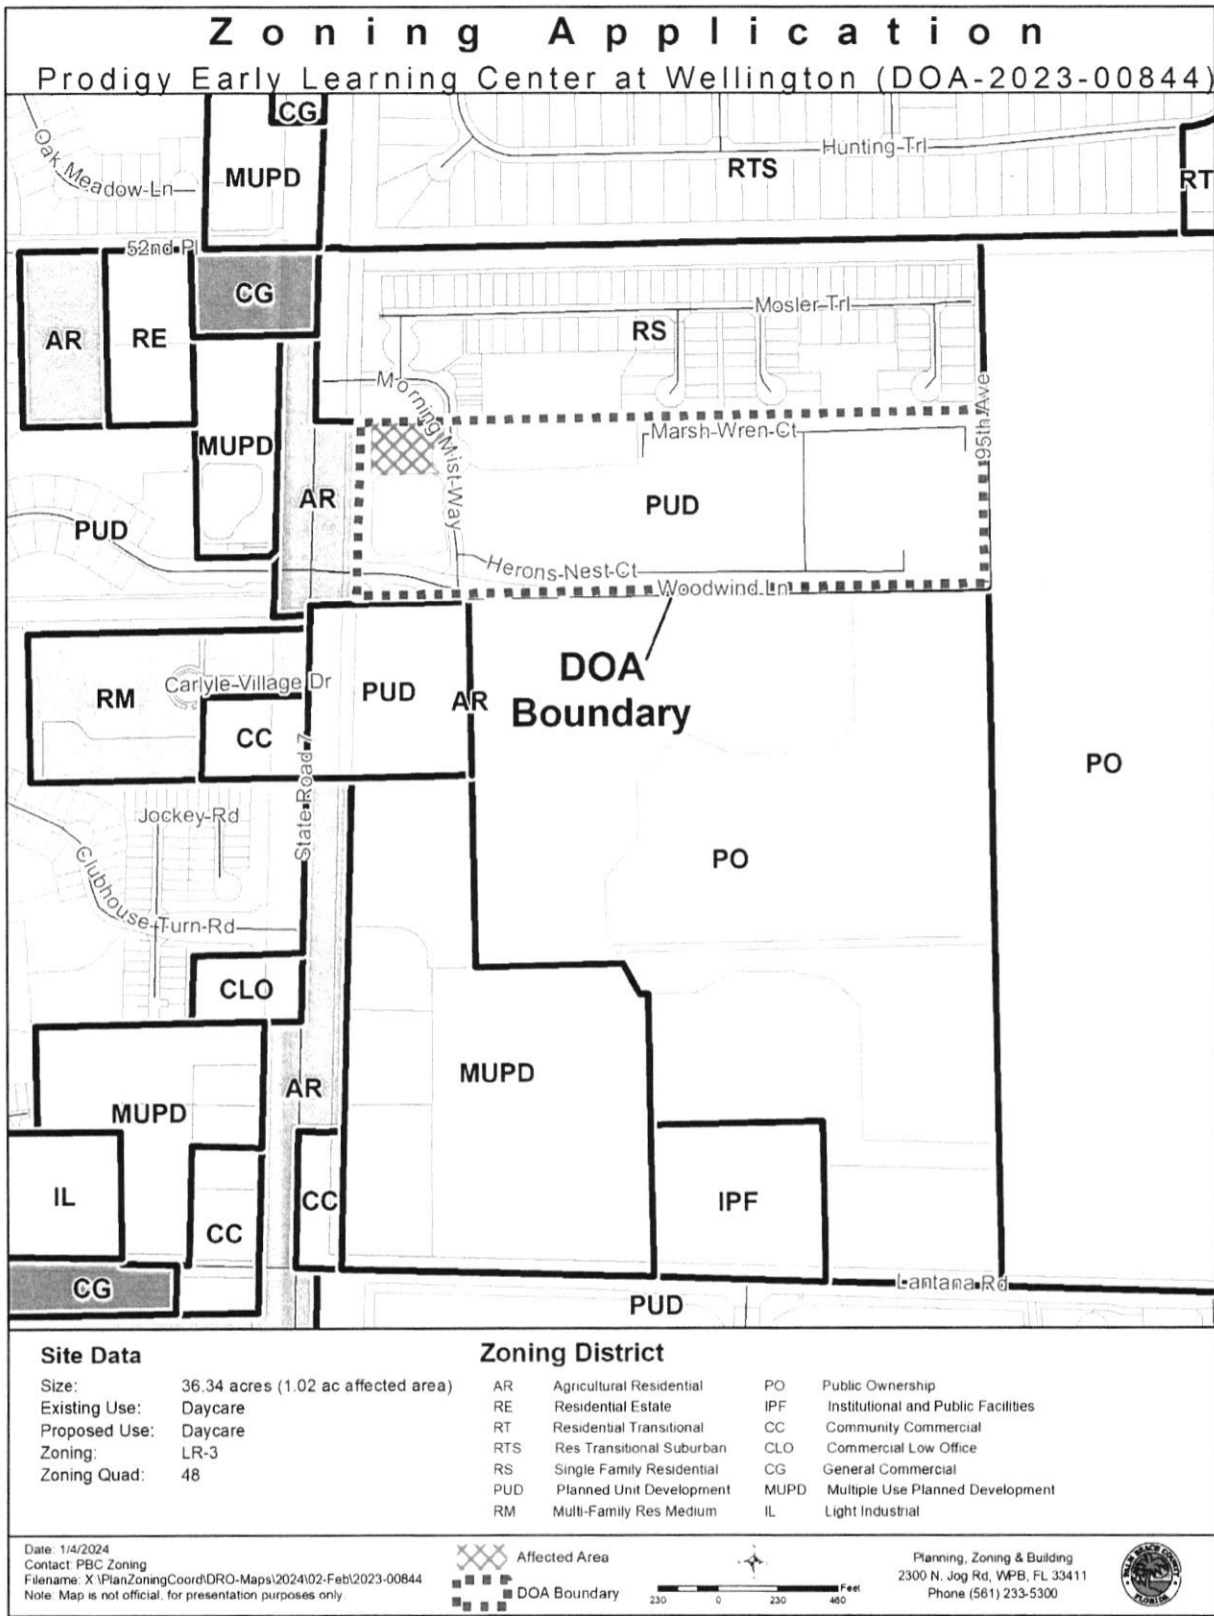 Zoning Application
Prodigy Early Learning Center at Wellington (DOA-2023-00844)
CG
Oak Meadow-Ln
MUPD
Hunting-Trl
RTS
RT
52nd Pl
CG
Mosler-Trl
AR
RE
RS
Morning Mist-Way
95th Ave
MUPD
Marsh-Wren-Ct
AR
PUD
PUD
Herons-Nest-Ct
Woodwind Ln
DOA
Boundary
Carlyle-Village Dr
RM
PUD
AR
CC
State Road 7
PO
Jockey-Rd
Clubhouse-Turn-Rd
PO
CLO
MUPD
AR
MUPD
IL
CC
CC
IPF
CG
Lantana Rd
PUD
Site Data
Size: 36.34 acres (1.02 ac affected area)
Existing Use: Daycare
Proposed Use: Daycare
Zoning: LR-3
Zoning Quad: 48
Zoning District
AR Agricultural Residential
RE Residential Estate
RT Residential Transitional
RTS Res Transitional Suburban
RS Single Family Residential
PUD Planned Unit Development
RM Multi-Family Res Medium
PO Public Ownership
IPF Institutional and Public Facilities
CC Community Commercial
CLO Commercial Low Office
CG General Commercial
MUPD Multiple Use Planned Development
IL Light Industrial
Date: 1/4/2024
Contact: PBC Zoning
Filename: X:\PlanZoningCoord\DRO-Maps\2024\02-Feb\2023-00844
Note: Map is not official, for presentation purposes only.
Affected Area
DOA Boundary
Feet
230 0 230 460
Planning, Zoning & Building
2300 N. Jog Rd, WPB, FL 33411
Phone (561) 233-5300
PALM BEACH COUNTY
FLORIDA